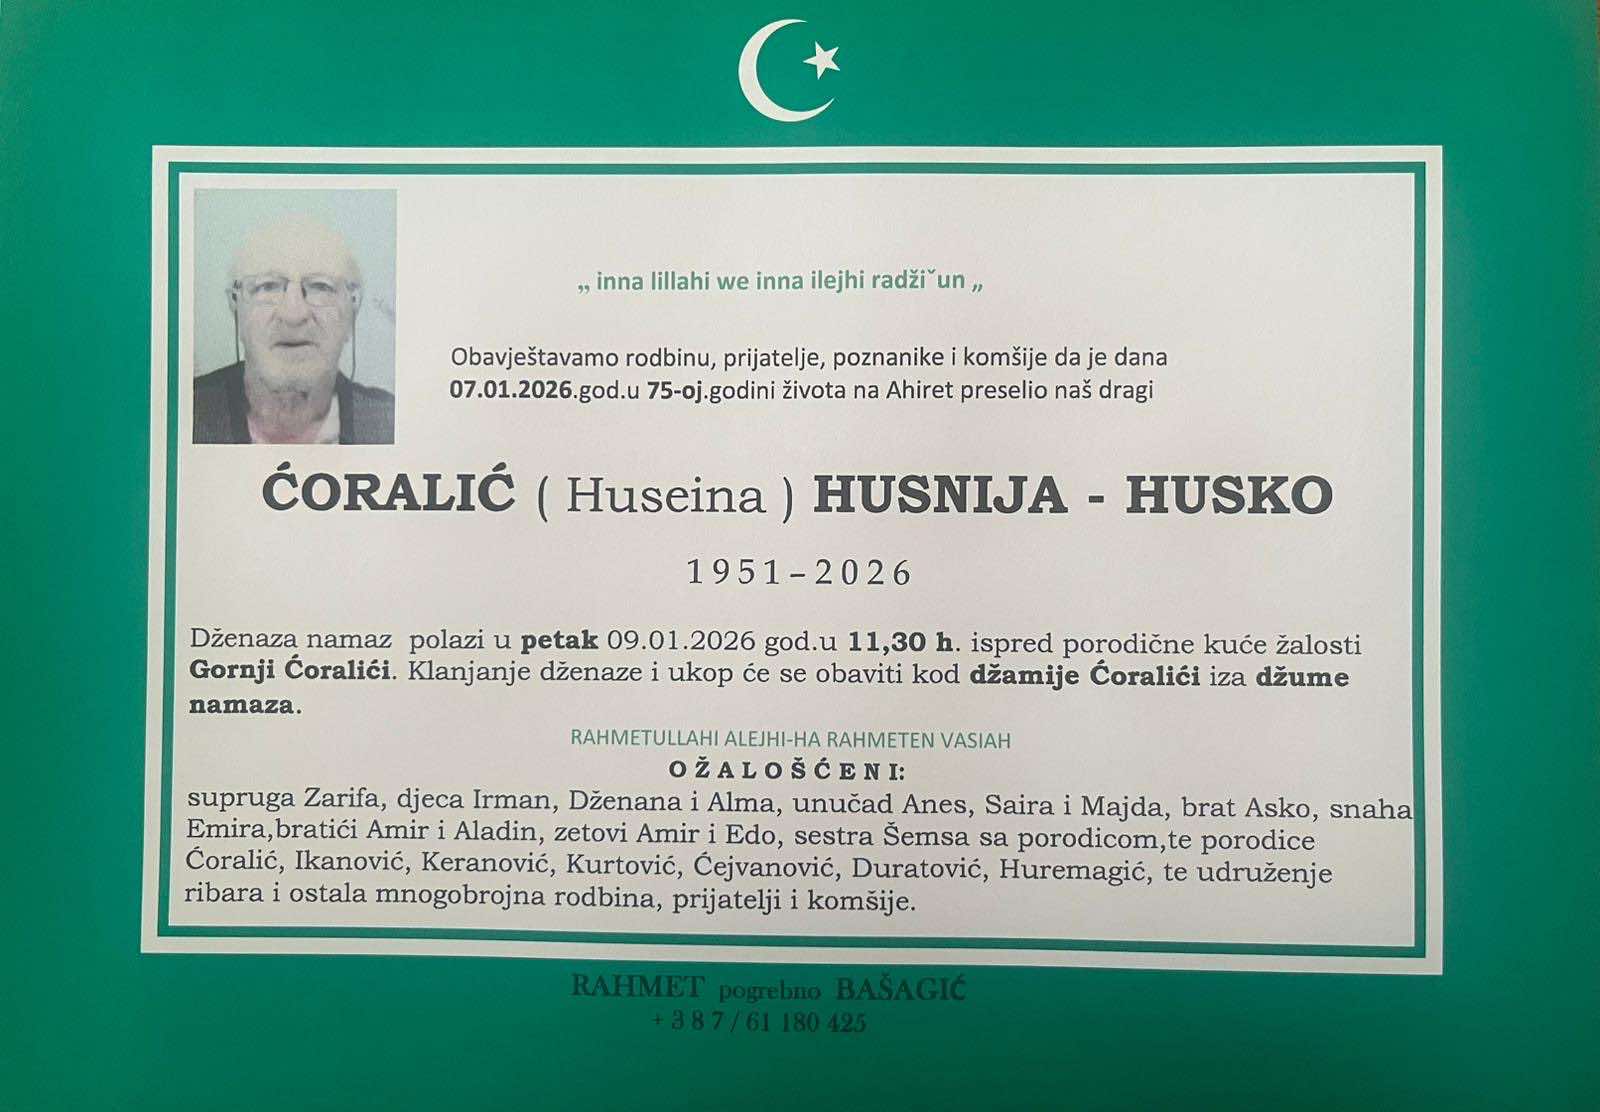 „ inna lillahi we inna ilejhi radžiˇun „
Obavještavamo rodbinu, prijatelje, poznanike i komšije da je dana
07.01.2026.god.u 75-oj.godini života na Ahiret preselio naš dragi
ĆORALIĆ ( Huseina ) HUSNIJA - HUSKO
1951–2026
Dženaza namaz polazi u petak 09.01.2026 god.u 11,30 h. ispred porodične kuće žalosti
Gornji Ćoralići. Klanjanje dženaze i ukop će se obaviti kod džamije Ćoralići iza džume
namaza.
RAHMETULLAHI ALEJHI-HA RAHMETEN VASIAH
OŽALOŠĆENI:
supruga Zarifa, djeca Irman, Dženana i Alma, unučad Anes, Saira i Majda, brat Asko, snaha
Emira,bratići Amir i Aladin, zetovi Amir i Edo, sestra Šemsa sa porodicom,te porodice
Ćoralić, Ikanović, Keranović, Kurtović, Ćejvanović, Duratović, Huremagić, te udruženje
ribara i ostala mnogobrojna rodbina, prijatelji i komšije.
RAHMET pogrebno BAŠAGIĆ
+387/61 180 425